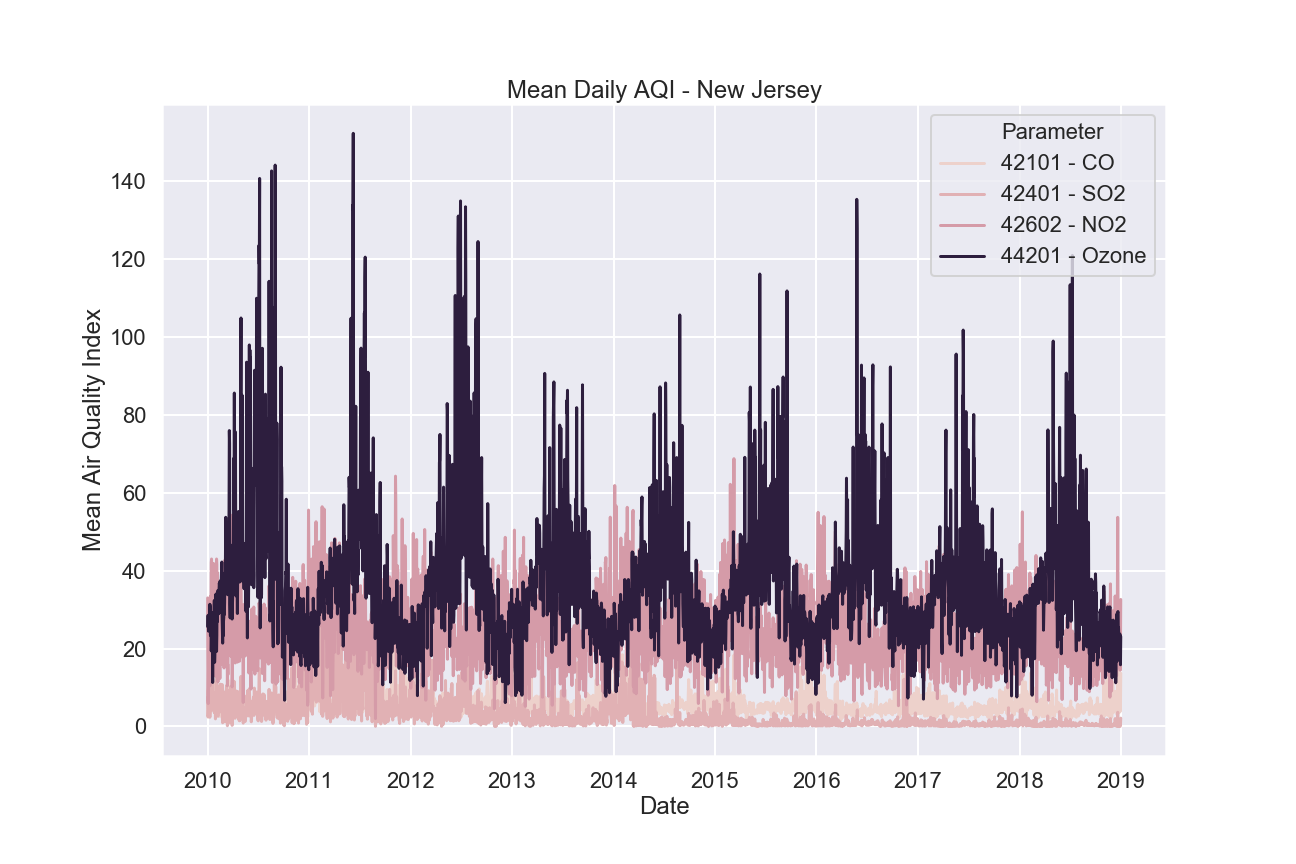 Mean Daily AQI - New Jersey
Parameter
42101 - CO
42401 - SO2
42602 - NO2
44201 - Ozone
Mean Air Quality Index
140
120
100
80
60
40
20
0
2010 2011 2012 2013 2014 2015 2016 2017 2018 2019
Date